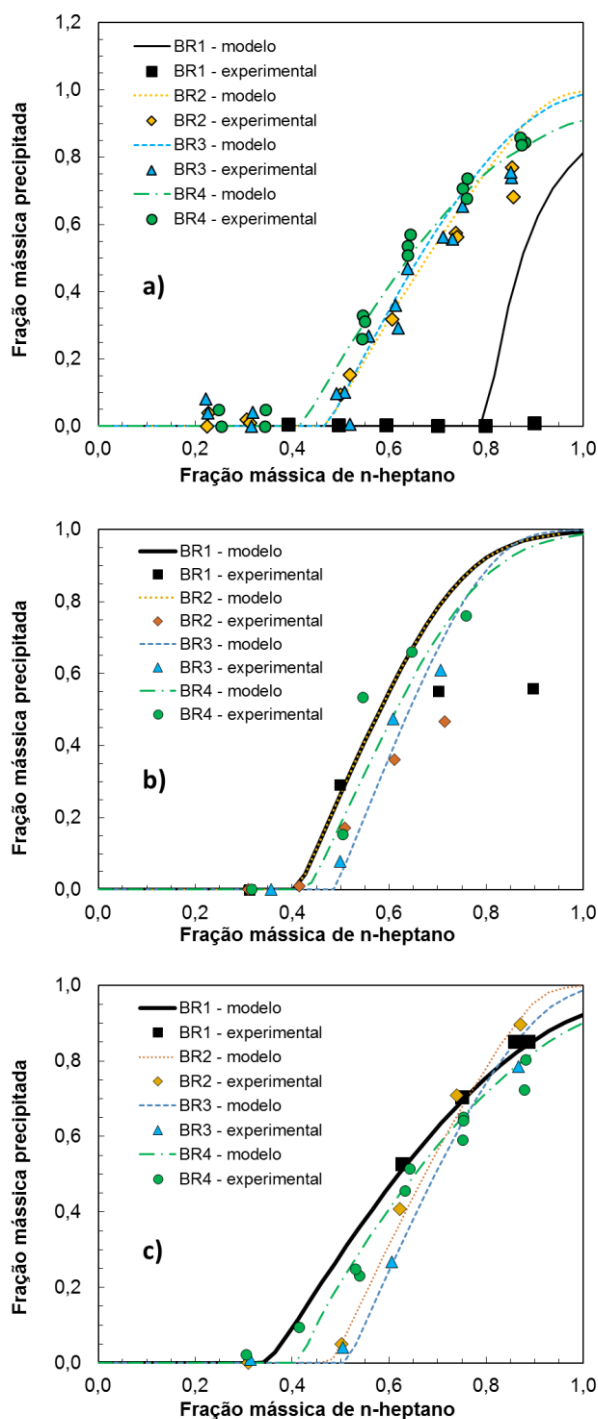 1,2
1,0
0,8
0,6
0,4
0,2
0,0
Fração mássica precipitada
BR1 - modelo
BR1 - experimental
BR2 - modelo
BR2 - experimental
BR3 - modelo
BR3 - experimental
BR4 - modelo
BR4 - experimental
a)
0,0 0,2 0,4 0,6 0,8 1,0
Fração mássica de n-heptano
1,0
0,8
0,6
0,4
0,2
0,0
Fração mássica precipitada
BR1 - modelo
BR1 - experimental
BR2 - modelo
BR2 - experimental
BR3 - modelo
BR3 - experimental
BR4 - modelo
BR4 - experimental
b)
0,0 0,2 0,4 0,6 0,8 1,0
Fração mássica de n-heptano
1,0
0,8
0,6
0,4
0,2
0,0
Fração mássica precipitada
BR1 - modelo
BR1 - experimental
BR2 - modelo
BR2 - experimental
BR3 - modelo
BR3 - experimental
BR4 - modelo
BR4 - experimental
c)
0,0 0,2 0,4 0,6 0,8 1,0
Fração mássica de n-heptano